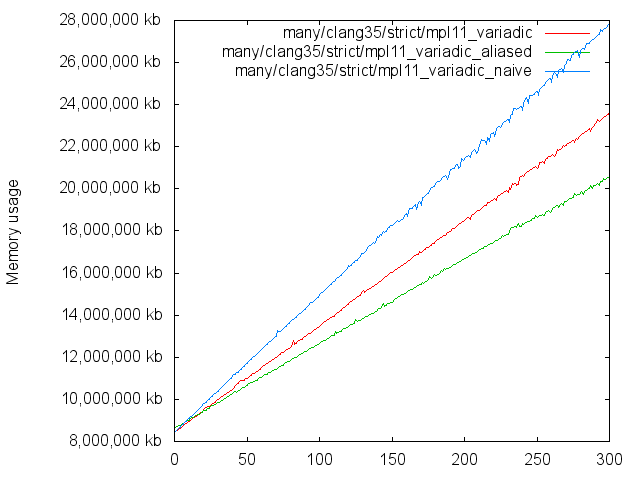 28,000,000 kb
26,000,000 kb
24,000,000 kb
22,000,000 kb
20,000,000 kb
18,000,000 kb
16,000,000 kb
14,000,000 kb
12,000,000 kb
10,000,000 kb
8,000,000 kb
Memory usage
many/clang35/strict/mpl11_variadic
many/clang35/strict/mpl11_variadic_aliased
many/clang35/strict/mpl11_variadic_naive
0 50 100 150 200 250 300